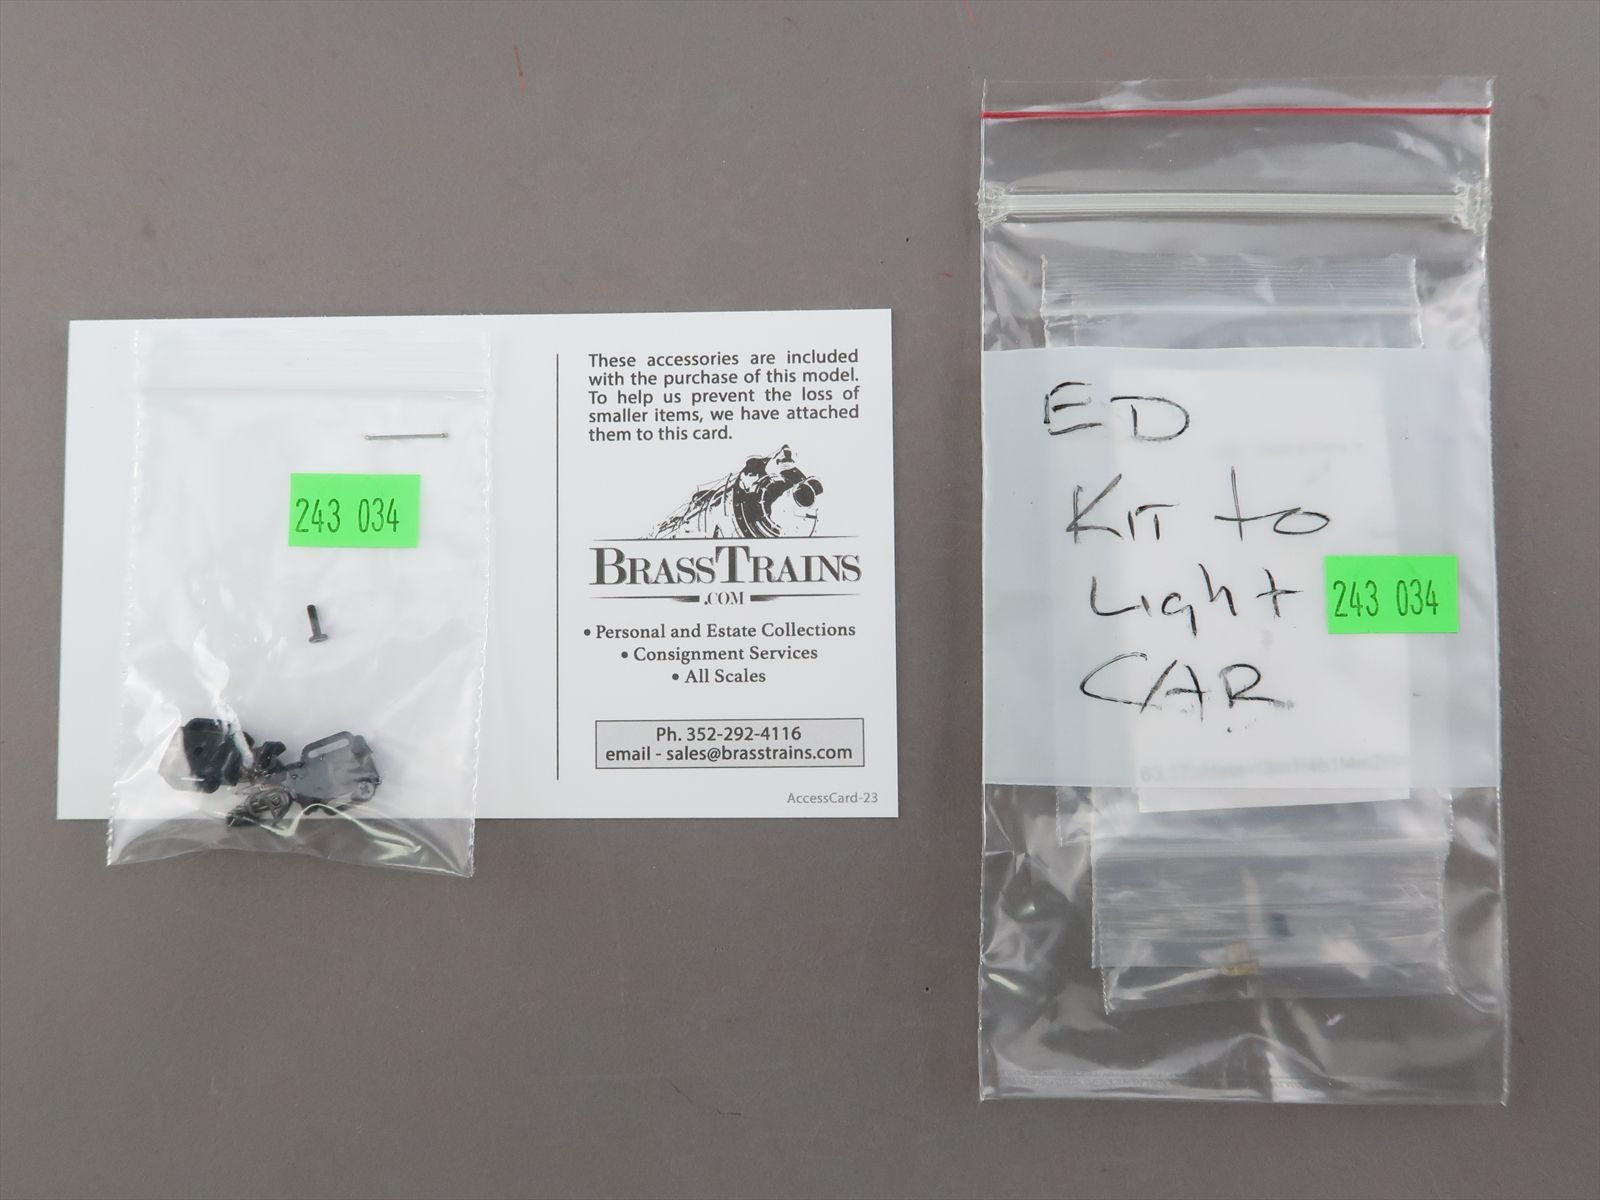 243 034
These accessories are included
with the purchase of this model.
To help us prevent the loss of
smaller items, we have attached
them to this card.
BRASSTRAINS
.COM
• Personal and Estate Collections
• Consignment Services
• All Scales
Ph. 352-292-4116
email - sales@brasstrains.com
AccessCard-23
ED
KIT to
Light
243 034
CAR